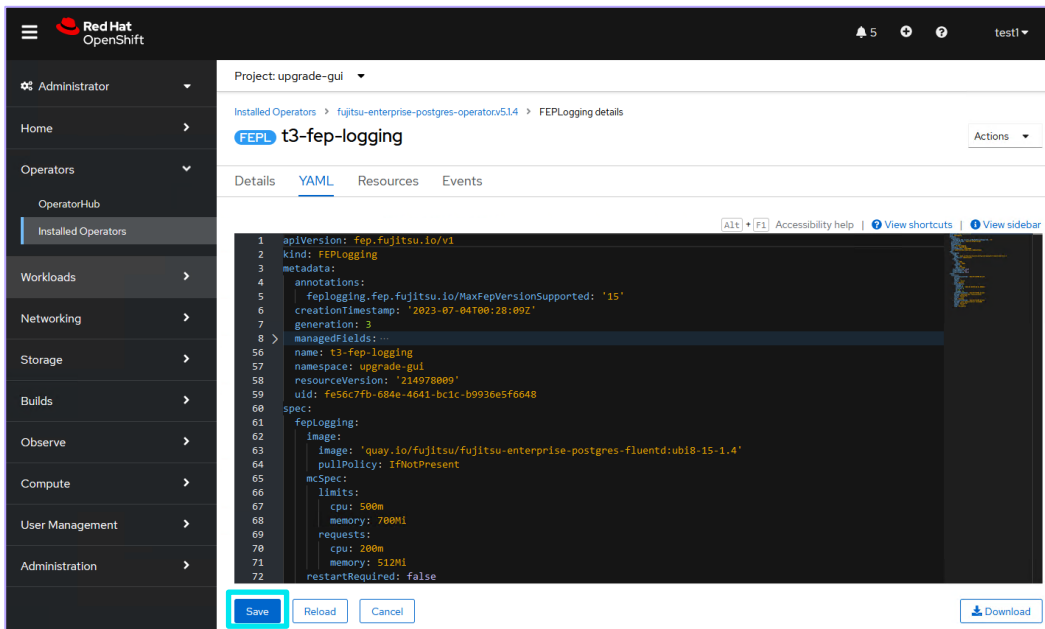 Red Hat
OpenShift
5
test1
Administrator
Home
Operators
OperatorHub
Installed Operators
Workloads
Networking
Storage
Builds
Observe
Compute
User Management
Administration
Project: upgrade-gui
Installed Operators > fujitsu-enterprise-postgres-operator.v5.1.4 > FEPLogging details
FEPL t3-fep-logging
Actions
Details YAML Resources Events
Alt + F1 Accessibility help | View shortcuts | View sidebar
1 apiVersion: fep.fujitsu.io/v1
2 kind: FEPLogging
3 metadata:
4 annotations:
5 feplogging.fep.fujitsu.io/MaxFepVersionSupported: '15'
6 creationTimestamp: '2023-07-04T00:28:09Z'
7 generation: 3
8 managedFields: ...
56 name: t3-fep-logging
57 namespace: upgrade-gui
58 resourceVersion: '214978009'
59 uid: fe56c7fb-684e-4641-bc1c-b9936e5f6648
60 spec:
61 fepLogging:
62 image:
63 image: 'quay.io/fujitsu/fujitsu-enterprise-postgres-fluentd:ubi8-15-1.4'
64 pullPolicy: IfNotPresent
65 mcSpec:
66 limits:
67 cpu: 500m
68 memory: 700Mi
69 requests:
70 cpu: 200m
71 memory: 512Mi
72 restartRequired: false
Save Reload Cancel Download